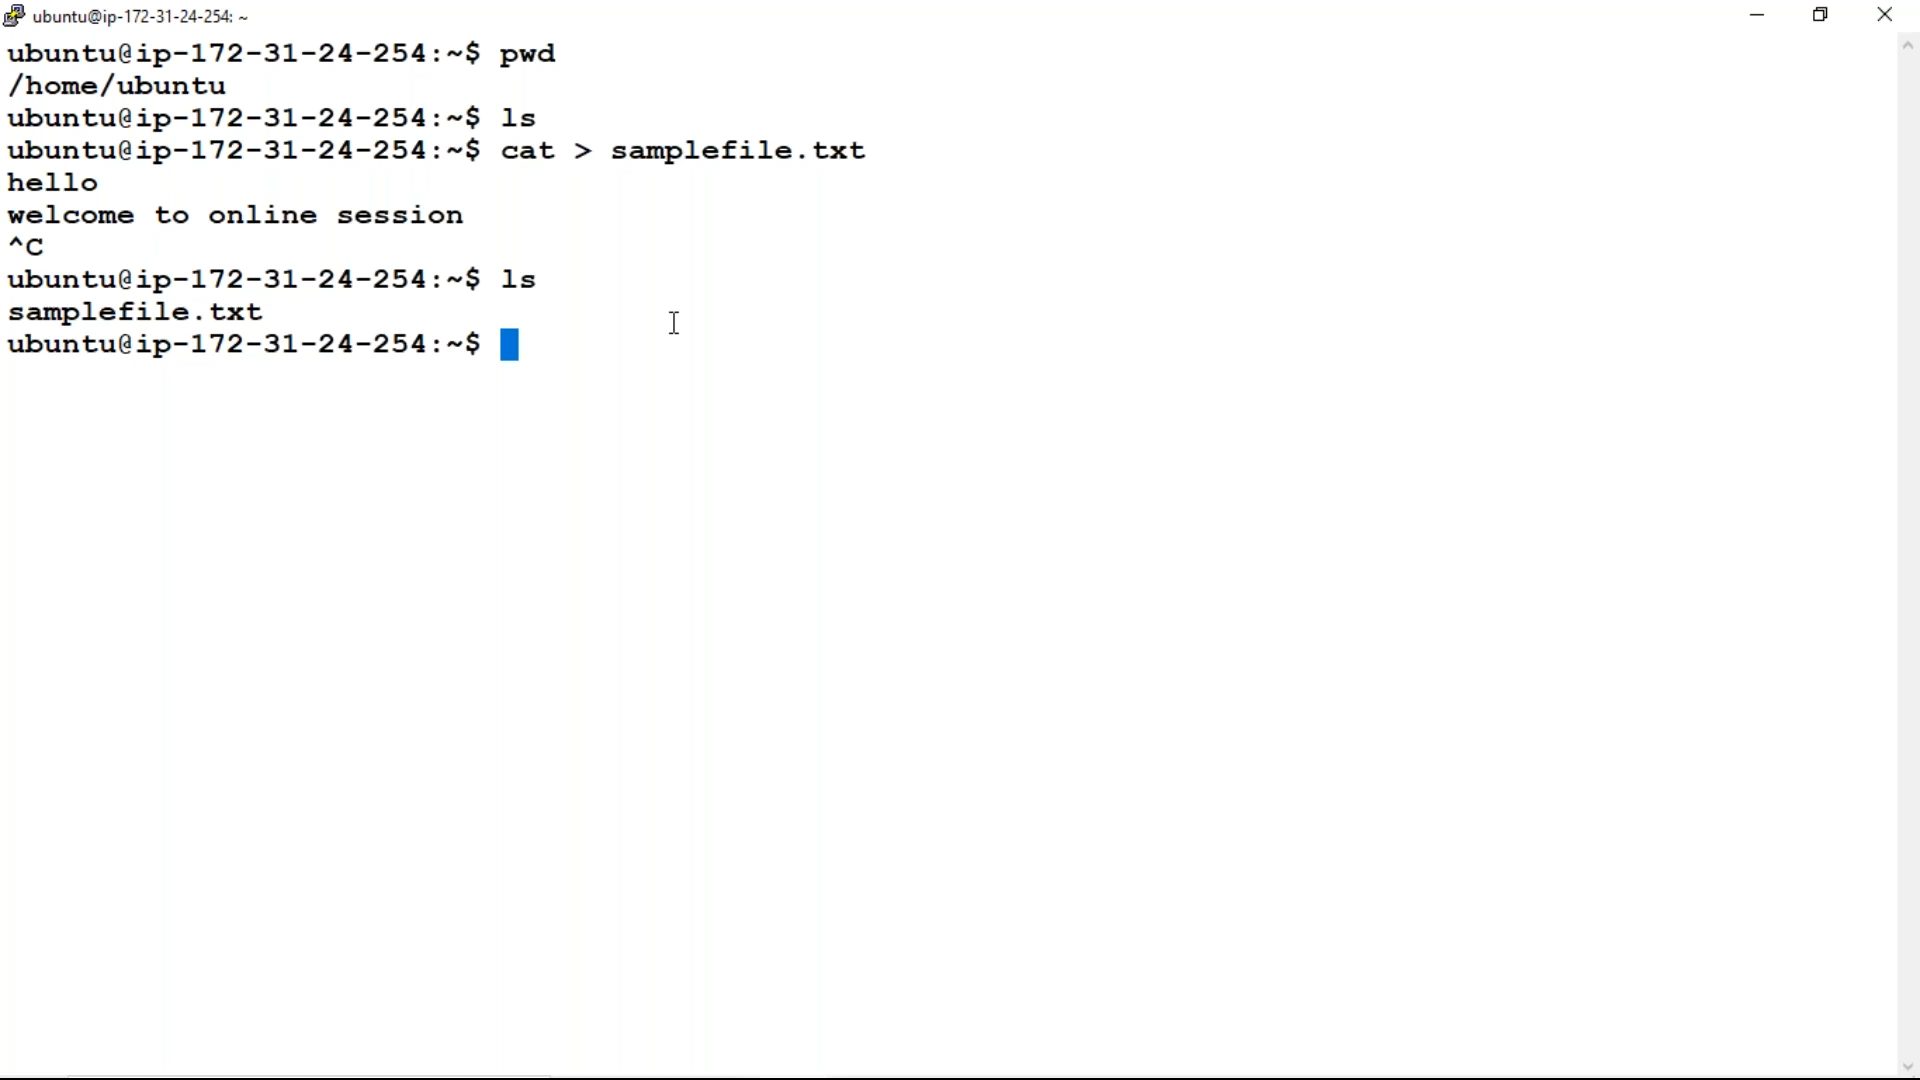 ubuntu@ip-172-31-24-254: ~
ubuntu@ip-172-31-24-254:~$ pwd
/home/ubuntu
ubuntu@ip-172-31-24-254:~$ ls
ubuntu@ip-172-31-24-254:~$ cat > samplefile.txt
hello
welcome to online session
^C
ubuntu@ip-172-31-24-254:~$ ls
samplefile.txt
ubuntu@ip-172-31-24-254:~$